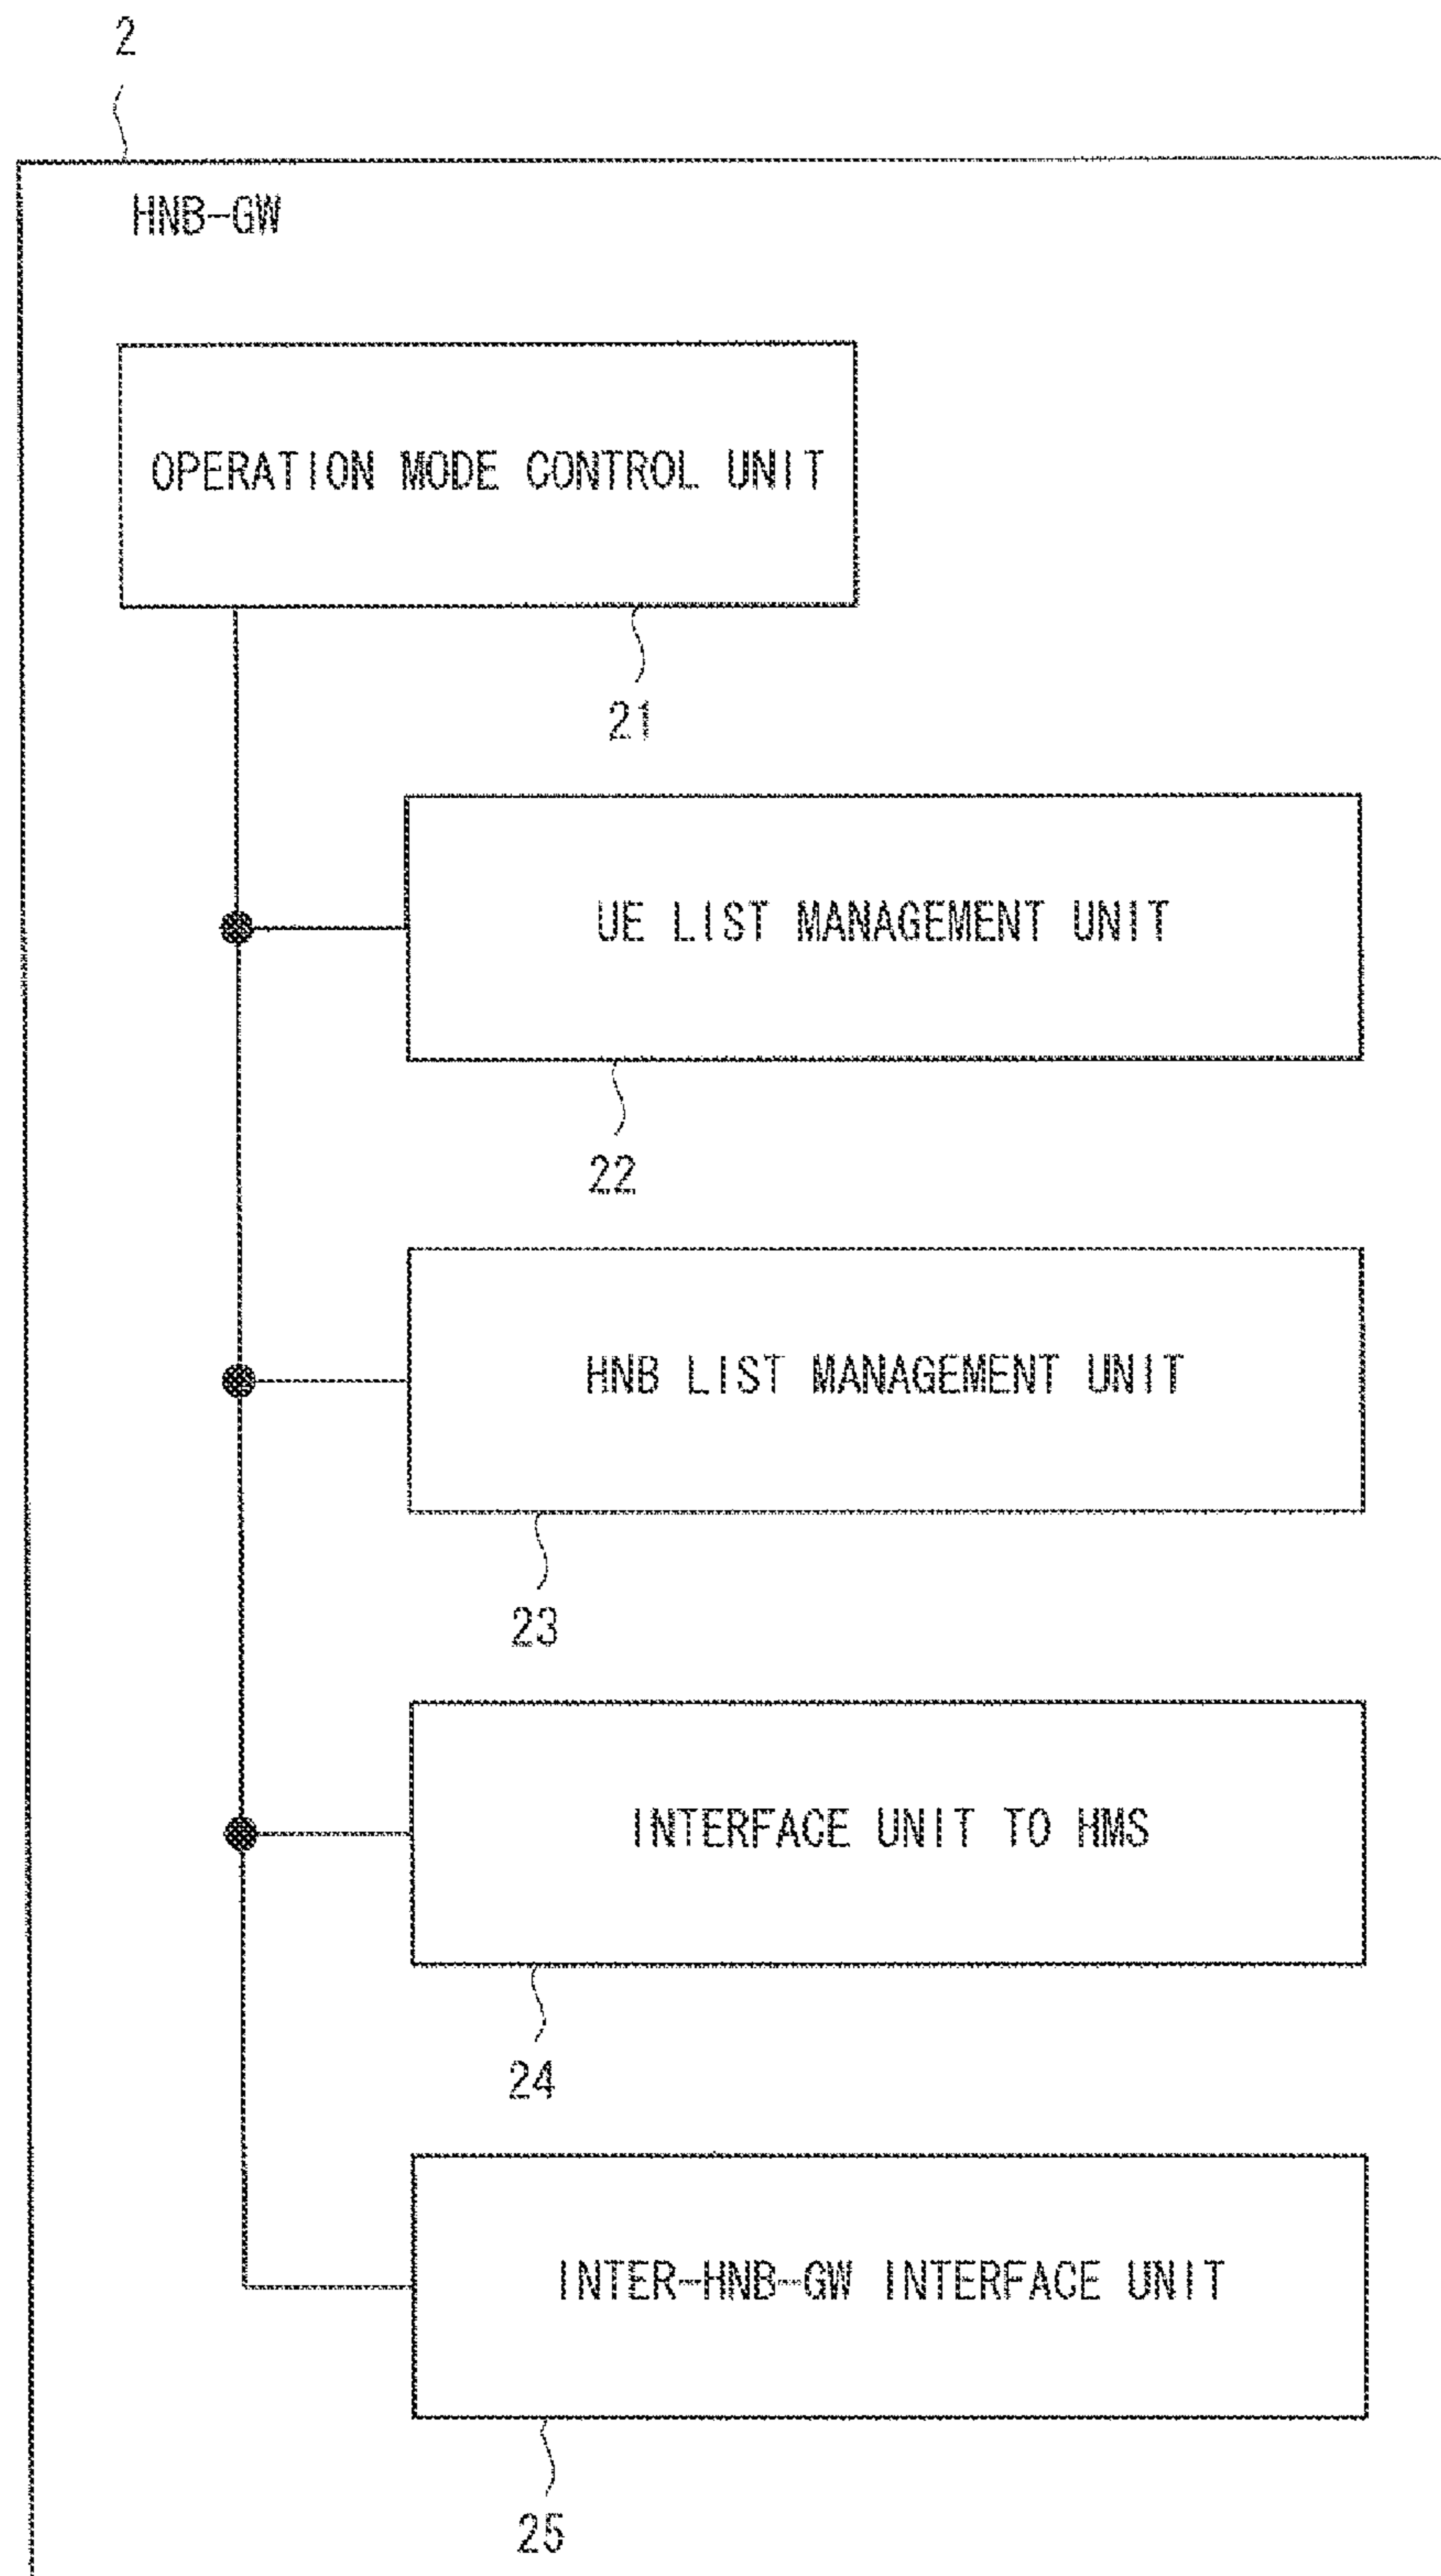 2
HNB-GW
OPERATION MODE CONTROL UNIT
21
UE LIST MANAGEMENT UNIT
22
HNB LIST MANAGEMENT UNIT
23
INTERFACE UNIT TO HMS
24
INTER-HNB-GW INTERFACE UNIT
25